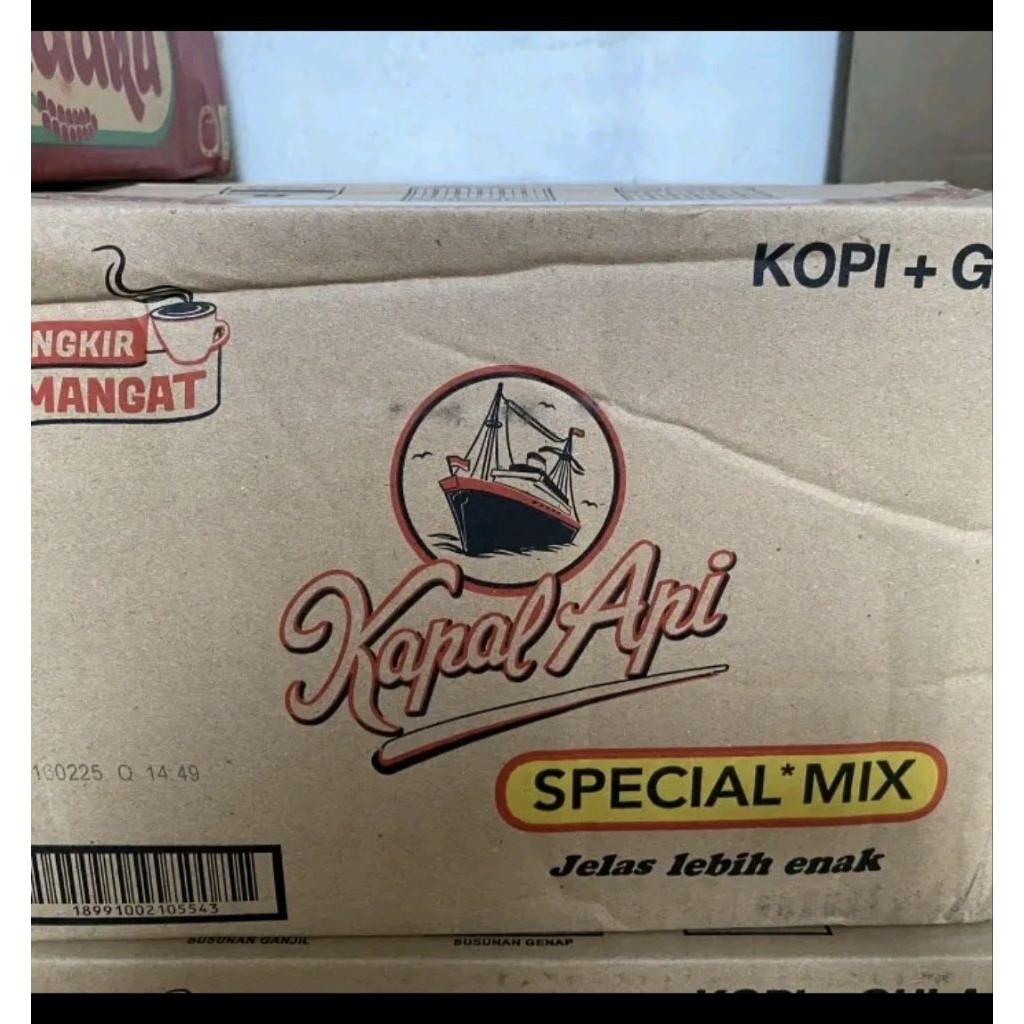 KOPI + G
NGKIR
MANGAT
Kapal Api
160225 Q 14:49
SPECIAL* MIX
Jelas lebih enak
18991002105543
SUSUNAN GANJIL
SUSUNAN GENAP